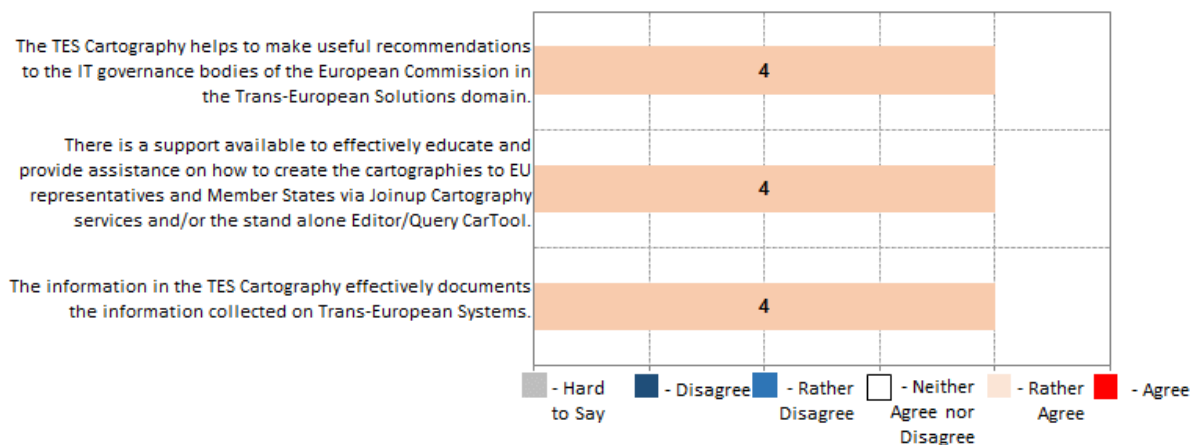 The TES Cartography helps to make useful recommendations
to the IT governance bodies of the European Commission in
the Trans-European Solutions domain.
4
There is a support available to effectively educate and
provide assistance on how to create the cartographies to EU
representatives and Member States via Joinup Cartography
services and/or the stand alone Editor/Query CarTool.
4
The information in the TES Cartography effectively documents
the information collected on Trans-European Systems.
4
- Hard
to Say
- Disagree
- Rather
Disagree
- Neither
Agree nor
Disagree
- Rather
Agree
- Agree